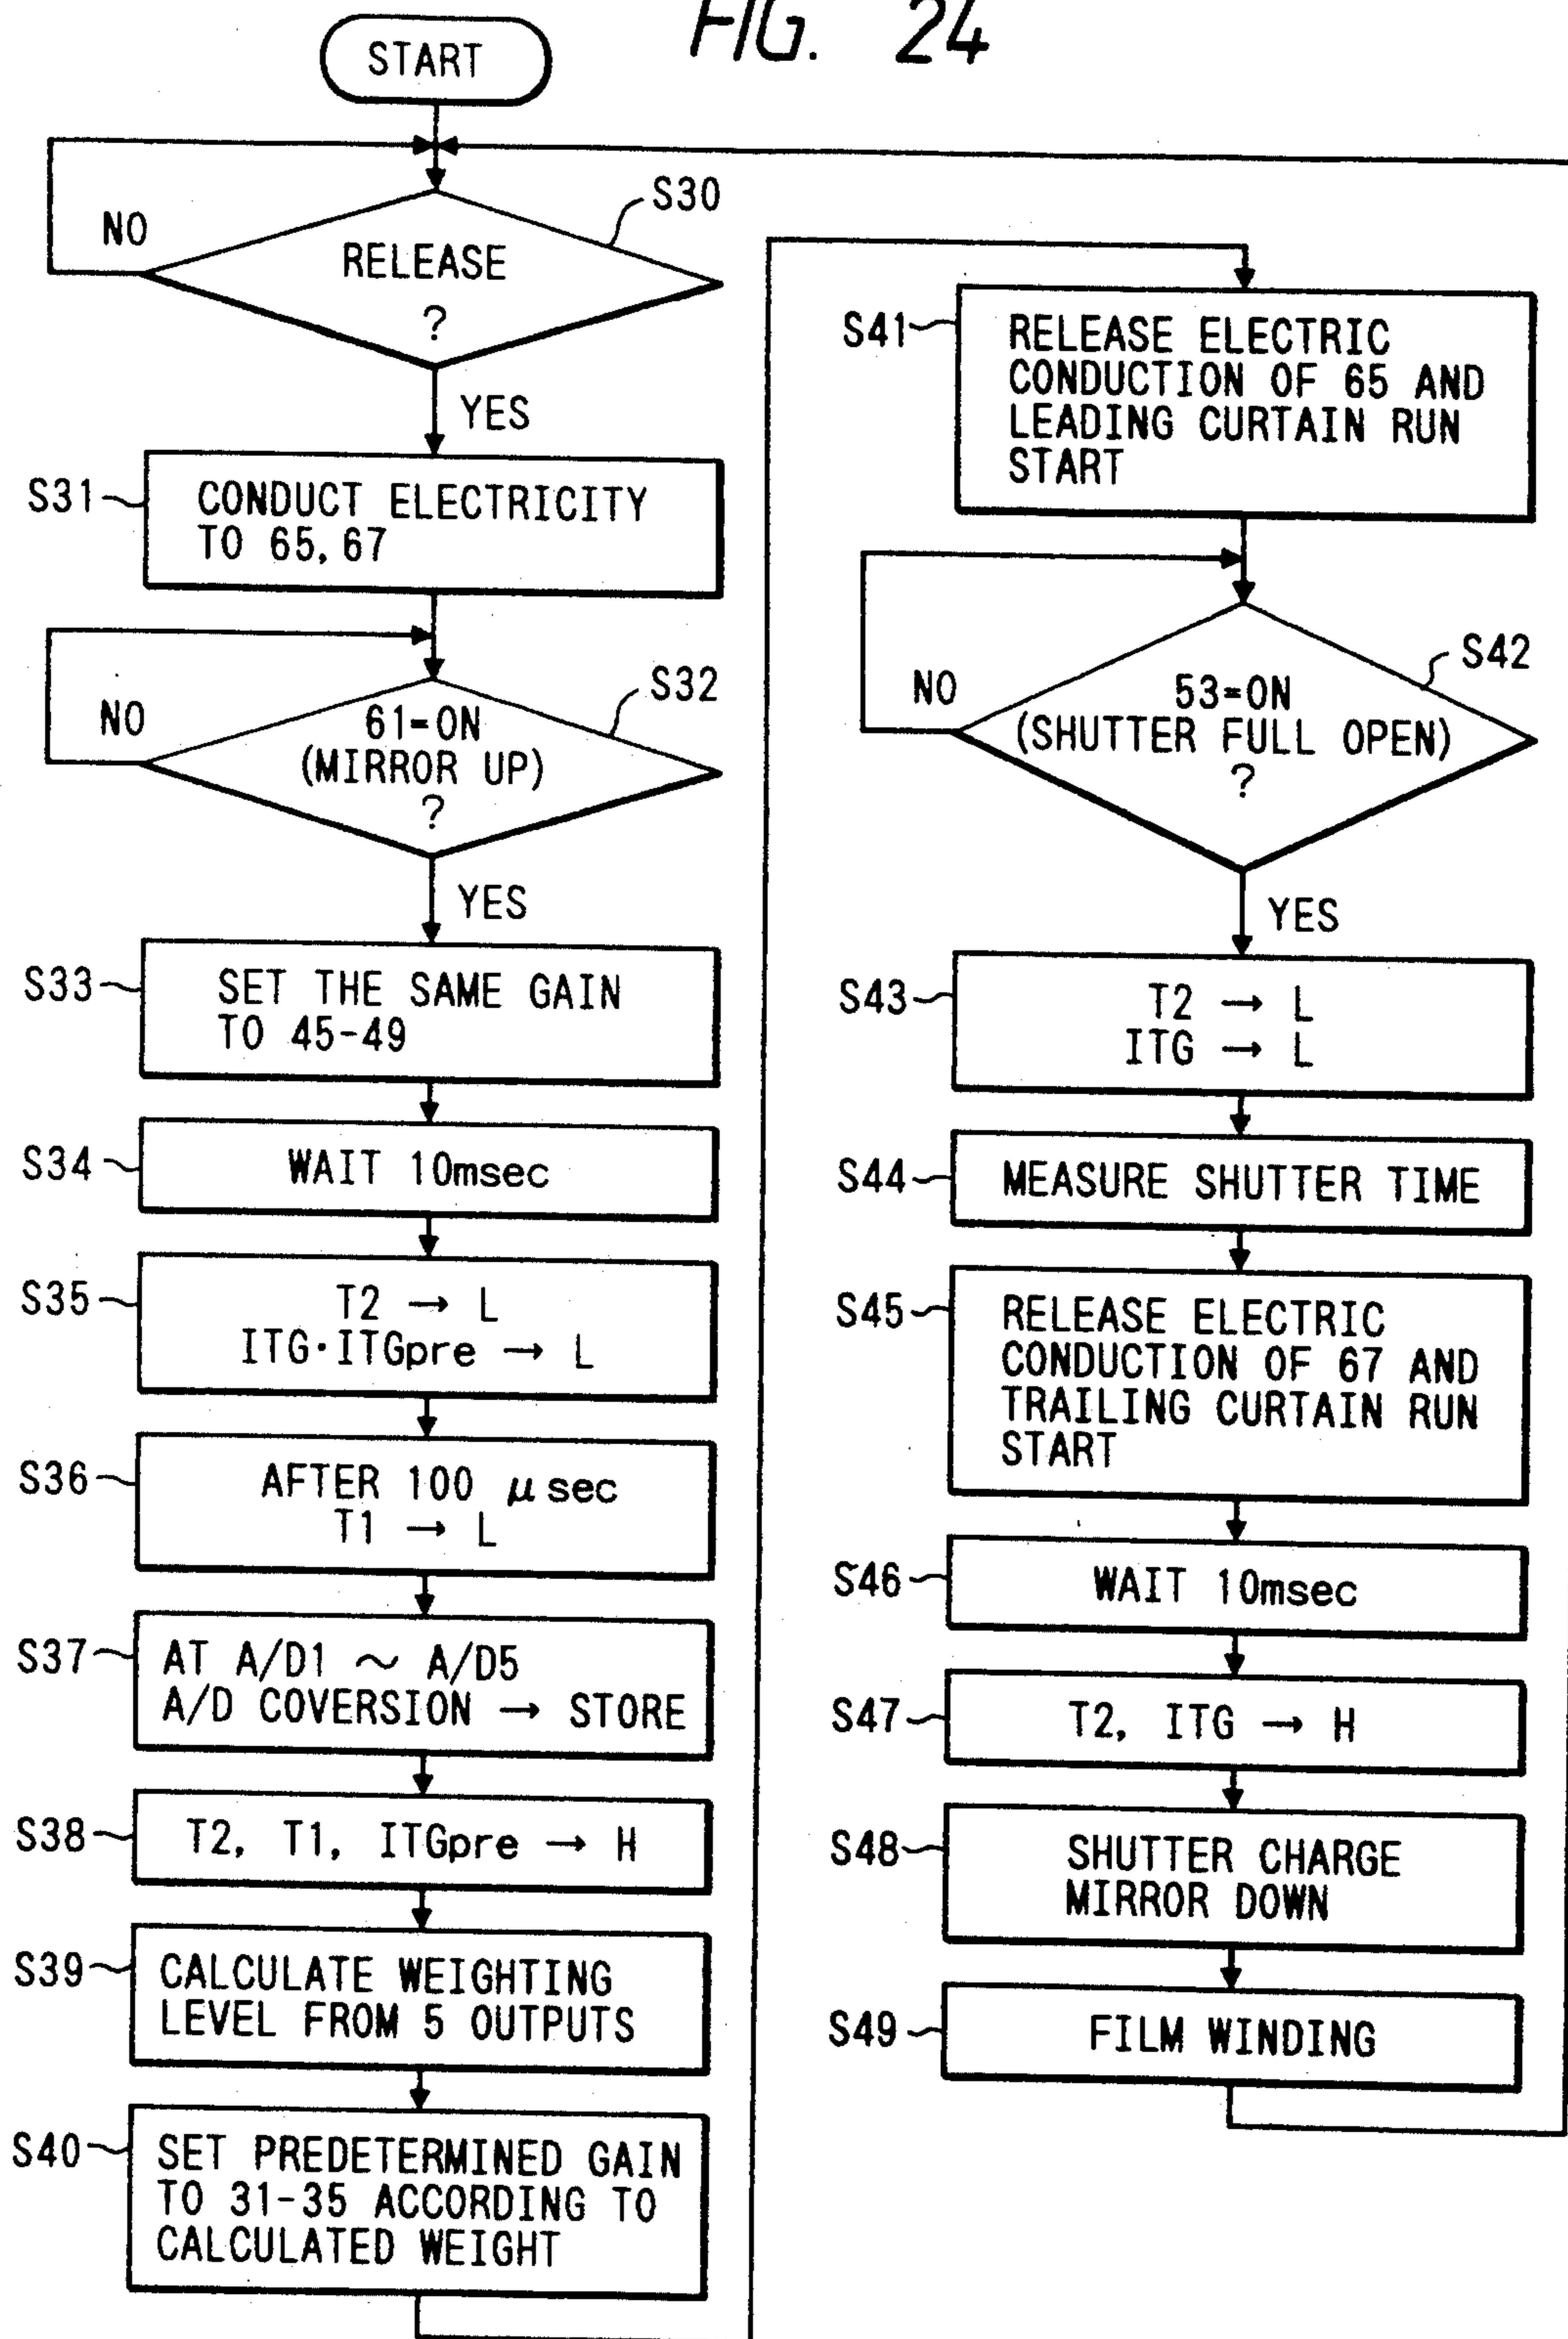 FIG. 24
START
S30
NO
RELEASE
?
YES
S31
CONDUCT ELECTRICITY
TO 65, 67
S32
NO
61=ON
(MIRROR UP)
?
YES
S33
SET THE SAME GAIN
TO 45-49
S34
WAIT 10msec
S35
T2 → L
ITG·ITGpre → L
S36
AFTER 100 μsec
T1 → L
S37
AT A/D1 ~ A/D5
A/D COVERSION → STORE
S38
T2, T1, ITGpre → H
S39
CALCULATE WEIGHTING
LEVEL FROM 5 OUTPUTS
S40
SET PREDETERMINED GAIN
TO 31-35 ACCORDING TO
CALCULATED WEIGHT
S41
RELEASE ELECTRIC
CONDUCTION OF 65 AND
LEADING CURTAIN RUN
START
S42
NO
53=ON
(SHUTTER FULL OPEN)
?
YES
S43
T2 → L
ITG → L
S44
MEASURE SHUTTER TIME
S45
RELEASE ELECTRIC
CONDUCTION OF 67 AND
TRAILING CURTAIN RUN
START
S46
WAIT 10msec
S47
T2, ITG → H
S48
SHUTTER CHARGE
MIRROR DOWN
S49
FILM WINDING